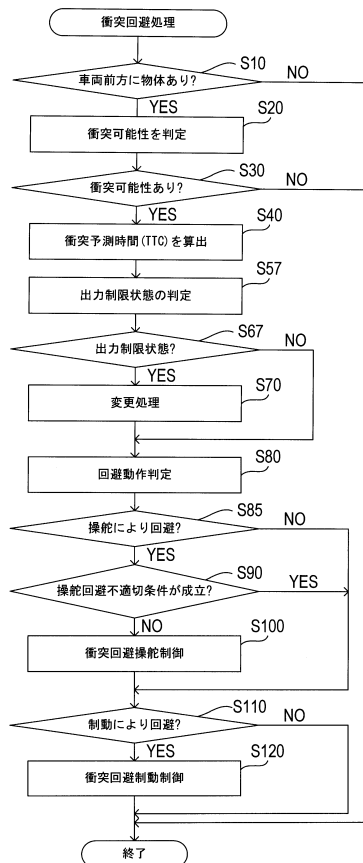 衝突回避処理
S10
車両前方に物体あり?
NO
YES
S20
衝突可能性を判定
S30
衝突可能性あり?
NO
YES
S40
衝突予測時間(TTC)を算出
S57
出力制限状態の判定
S67
出力制限状態?
NO
YES
S70
変更処理
S80
回避動作判定
S85
操舵により回避?
NO
YES
S90
操舵回避不適切条件が成立?
YES
NO
S100
衝突回避操舵制御
S110
制動により回避?
NO
YES
S120
衝突回避制動制御
終了